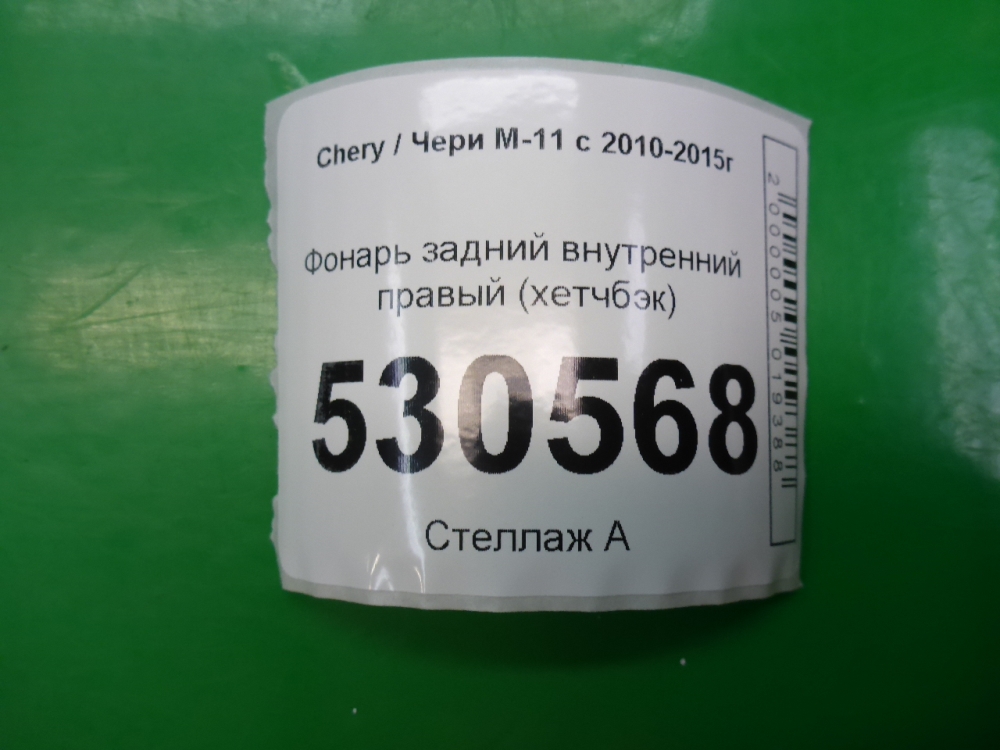 Chery / Чери М-11 с 2010-2015г
Фонарь задний внутренний
правый (хетчбэк)
530568
Стеллаж А
2000005019388